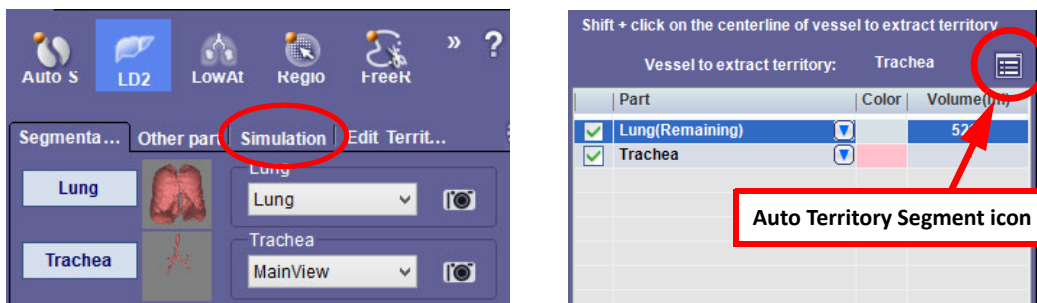 » ?
Auto S LD2 LowAt Regio FreeR
Segmenta... Other part Simulation Edit Territ...
Lung
Lung
Lung
Trachea
Trachea
MainView
Shift + click on the centerline of vessel to extract territory
Vessel to extract territory: Trachea
Part Color Volume(ml)
Lung(Remaining)
Trachea
Auto Territory Segment icon